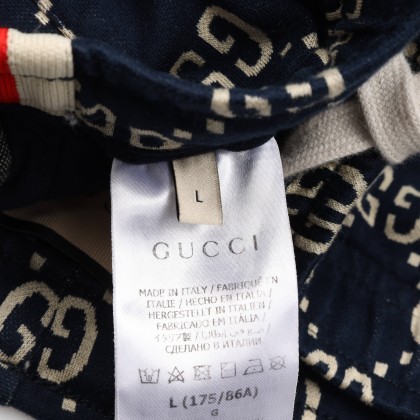 L
GUCCI
MADE IN ITALY / FABRIQUÉ EN
ITALIE / HECHO EN ITALIA /
HERGESTELLT IN ITALIEN /
FABRICADO EM ITÁLIA /
イタリア製 /
СДЕЛАНО В ИТАЛИИ
L (175/86A)
G